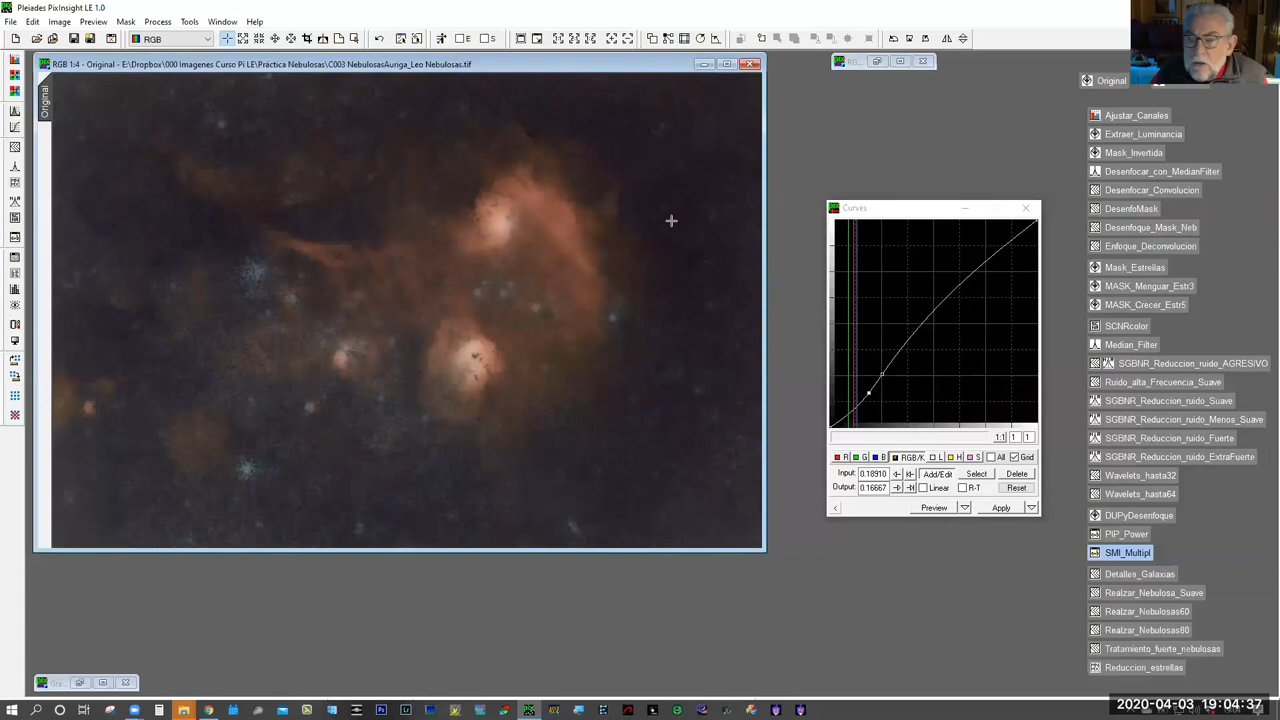 Pleiades PixInsight LE 1.0
File Edit Image Preview Mask Process Tools Window Help
RGB
E
S
RGB 1:4 - Original - E:\Dropbox\000 Imagenes Curso Pi LE\Practica Nebulosas\C003 NebulosasAuriga_Leo Nebulosas.tif
Original
RG...
Original
Ajustar_Canales
Extraer_Luminancia
Mask_Invertida
Desenfocar_con_MedianFilter
Desenfocar_Convolucion
DesenfoMask
Desenfoque_Mask_Neb
Enfoque_Deconvolucion
Mask_Estrellas
MASK_Menguar_Estr3
MASK_Crecer_Estr5
SCNRcolor
Median_Filter
SGBNR_Reduccion_ruido_AGRESIVO
Ruido_alta_Frecuencia_Suave
SGBNR_Reduccion_ruido_Suave
SGBNR_Reduccion_ruido_Menos_Suave
SGBNR_Reduccion_ruido_Fuerte
SGBNR_Reduccion_ruido_ExtraFuerte
Wavelets_hasta32
Wavelets_hasta64
DUPyDesenfoque
PIP_Power
SMI_Multipl
Detalles_Galaxias
Realzar_Nebulosa_Suave
Realzar_Nebulosas60
Realzar_Nebulosas80
Tratamiento_fuerte_nebulosas
Reduccion_estrellas
Curves
1:1 1 1
R G B RGB/K L Y H S All Grid
Input: 0.18910 Add/Edit Select Delete
Output: 0.16667 Linear R-T Reset
Preview Apply
2020-04-03 19:04:37